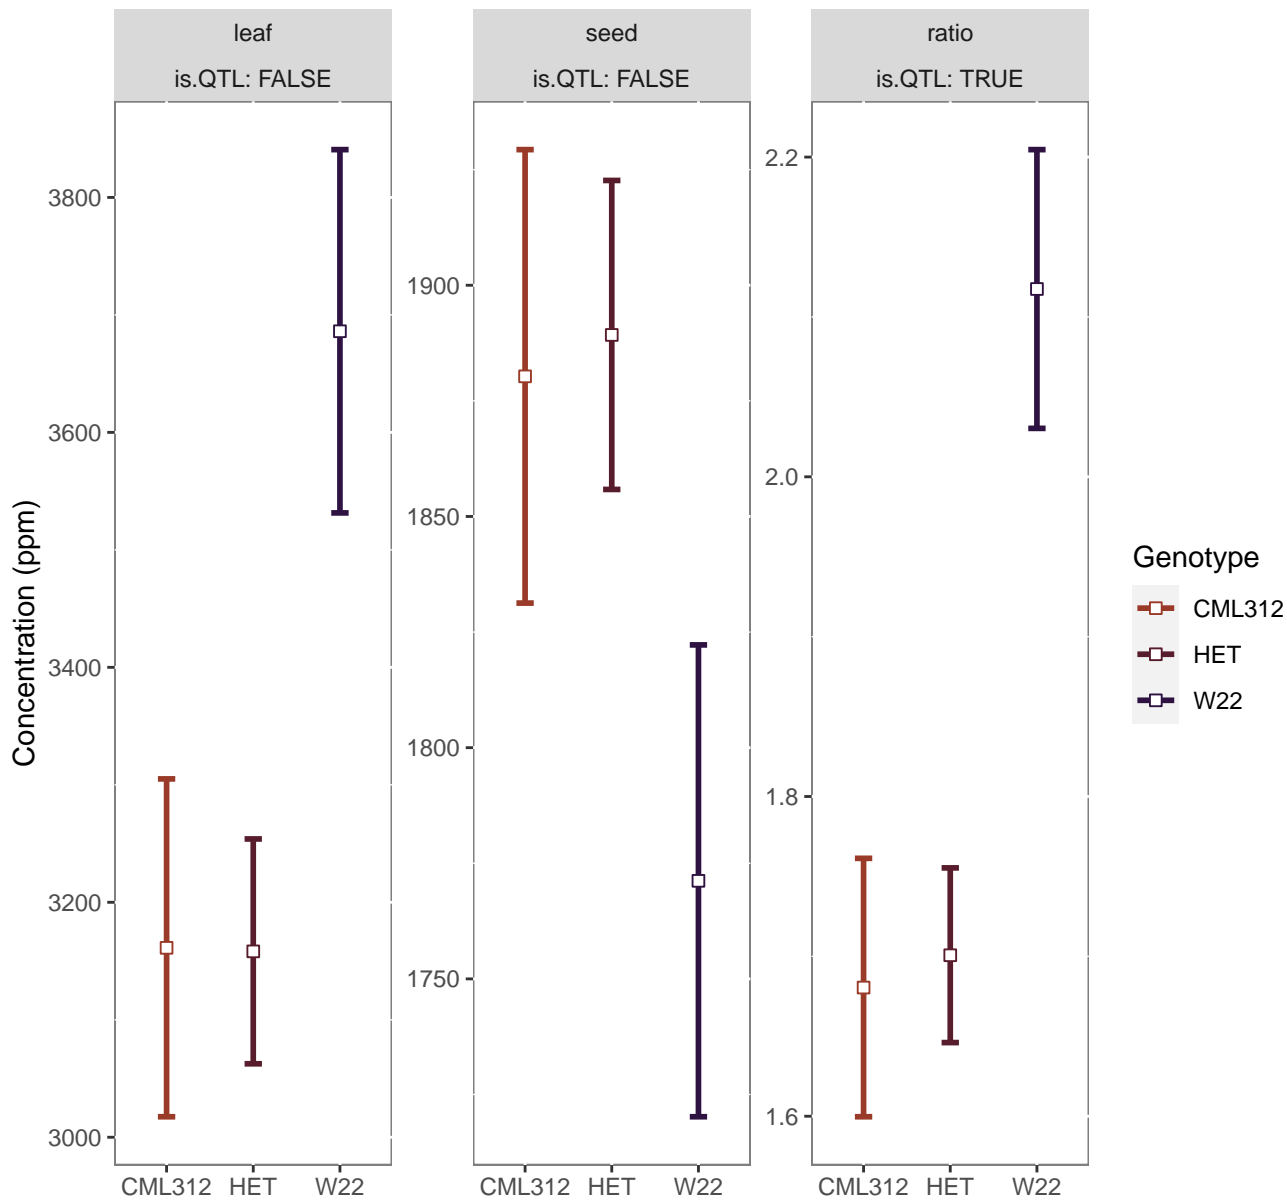 leaf
is.QTL: FALSE
seed
is.QTL: FALSE
ratio
is.QTL: TRUE
Concentration (ppm)
3800
3600
3400
3200
3000
1900
1850
1800
1750
2.2
2.0
1.8
1.6
CML312 HET W22
CML312 HET W22
CML312 HET W22
Genotype
CML312
HET
W22